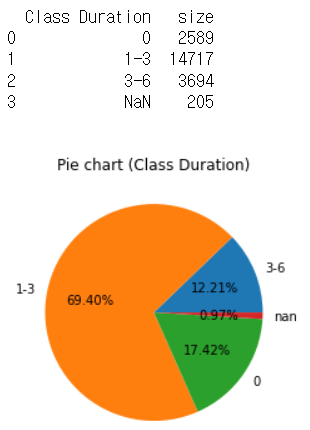 Class Duration size
0 0 2589
1 1-3 14717
2 3-6 3694
3 NaN 205
Pie chart (Class Duration)
3-6
1-3
12.21%
69.40%
0.97%
nan
17.42%
0